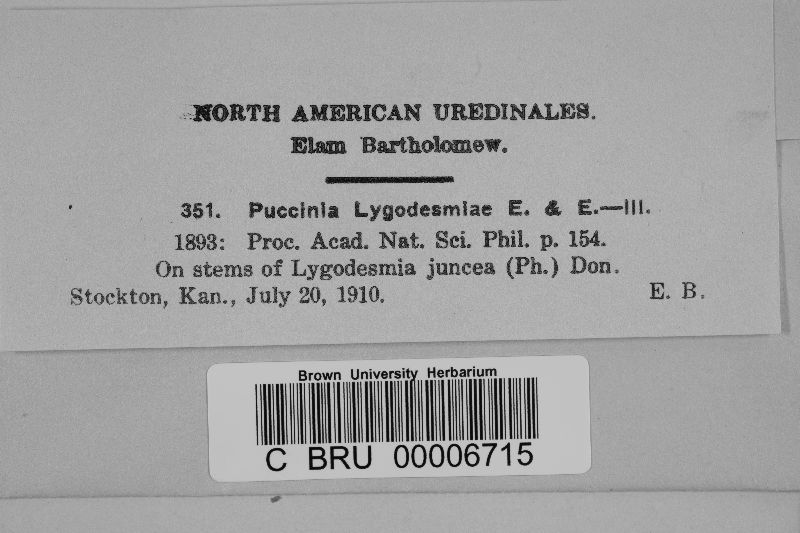 NORTH AMERICAN UREDINALES.
Elam Bartholomew.
351. Puccinia Lygodesmiae E. & E.—III.
1893: Proc. Acad. Nat. Sci. Phil. p. 154.
On stems of Lygodesmia juncea (Ph.) Don.
Stockton, Kan., July 20, 1910. E. B.
Brown University Herbarium
C BRU 00006715